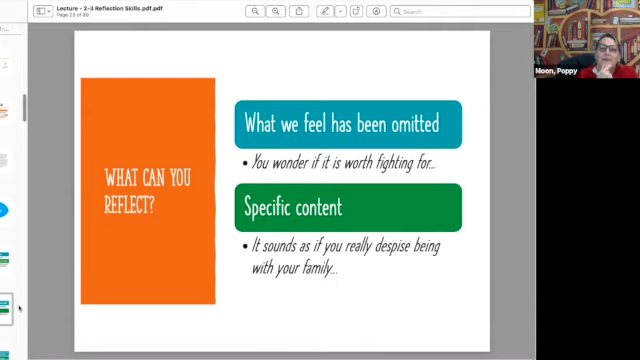 Lecture - 2-3 Reflection Skills.pdf.pdf
Page 23 of 60
Search
Moon, Poppy
WHAT CAN YOU
REFLECT?
What we feel has been omitted
• You wonder if it is worth fighting for...
Specific content
• It sounds as if you really despise being
with your family...